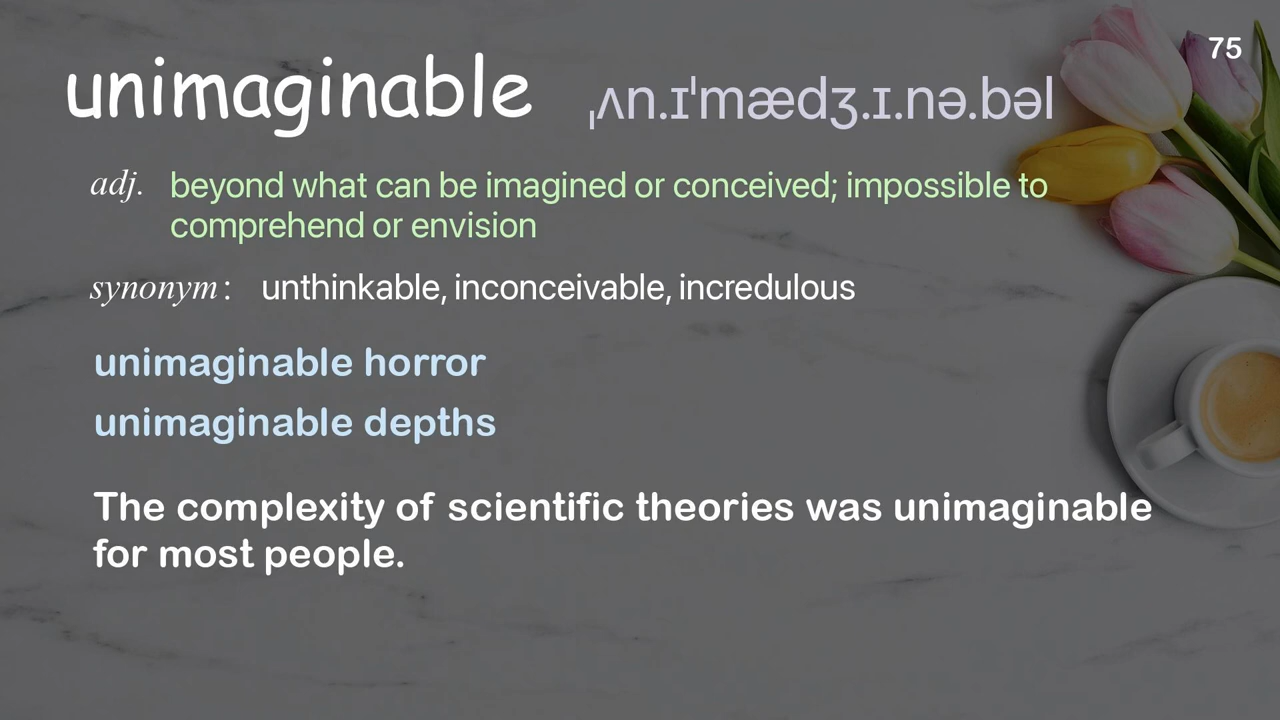 75
unimaginable ˌʌn.ɪˈmædʒ.ɪ.nə.bəl
adj. beyond what can be imagined or conceived; impossible to
comprehend or envision
synonym : unthinkable, inconceivable, incredulous
unimaginable horror
unimaginable depths
The complexity of scientific theories was unimaginable
for most people.